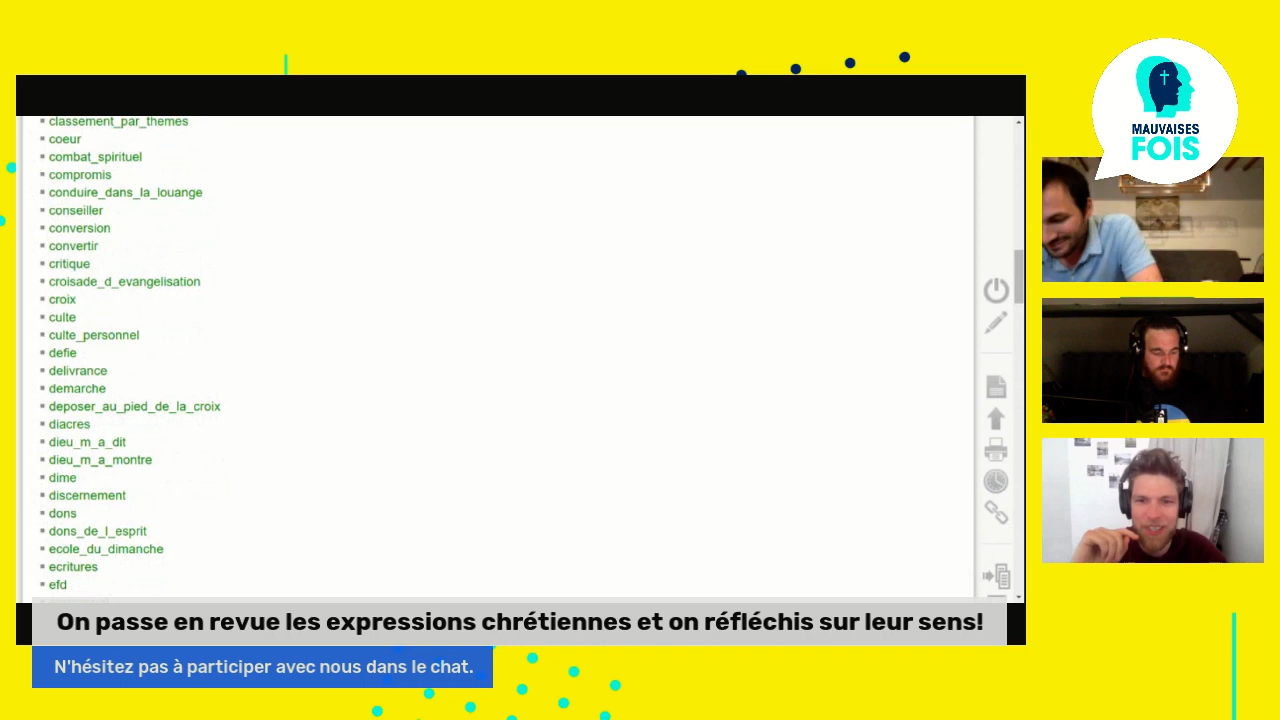 MAUVAISES
FOIS
classement_par_themes
coeur
combat_spirituel
compromis
conduire_dans_la_louange
conseiller
conversion
convertir
critique
croisade_d_evangelisation
croix
culte
culte_personnel
defie
delivrance
demarche
deposer_au_pied_de_la_croix
diacres
dieu_m_a_dit
dieu_m_a_montre
dime
discernement
dons
dons_de_l_esprit
ecole_du_dimanche
ecritures
efd
On passe en revue les expressions chrétiennes et on réfléchis sur leur sens!
N'hésitez pas à participer avec nous dans le chat.